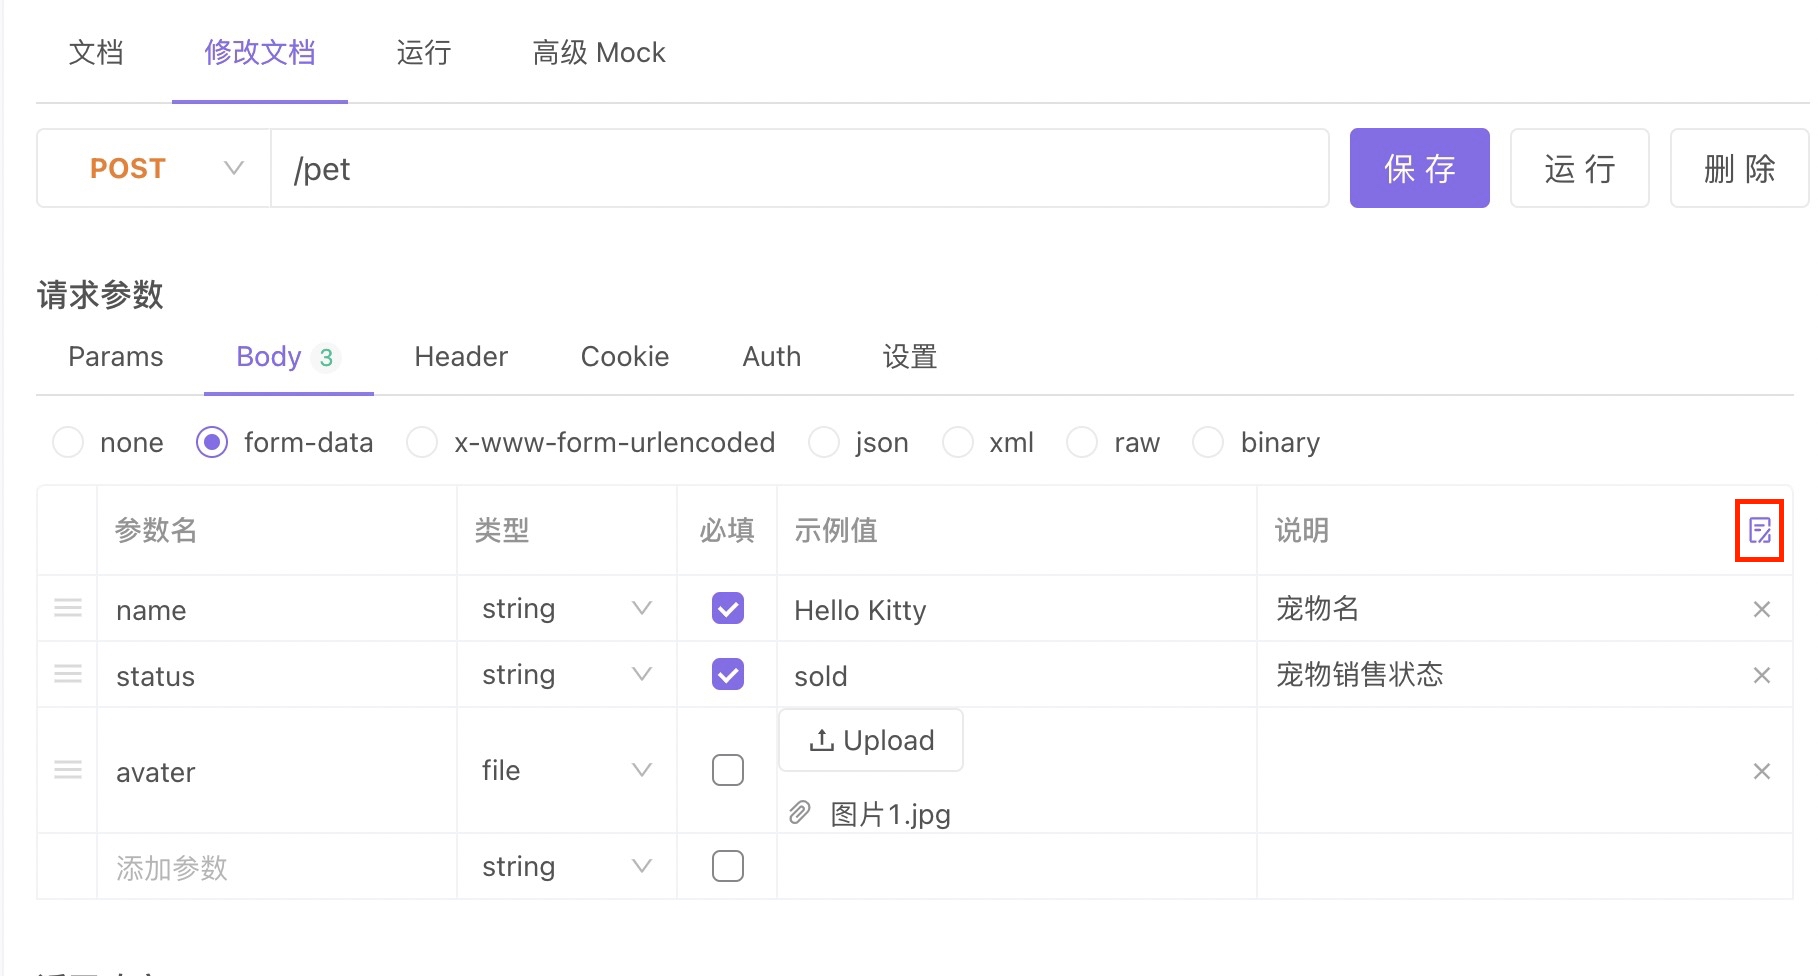 文档 修改文档 运行 高级 Mock
POST /pet 保存 运行 删除
请求参数
Params Body 3 Header Cookie Auth 设置
none form-data x-www-form-urlencoded json xml raw binary
参数名 类型 必填 示例值 说明
name string Hello Kitty 宠物名
status string sold 宠物销售状态
avater file Upload
图片1.jpg
添加参数 string